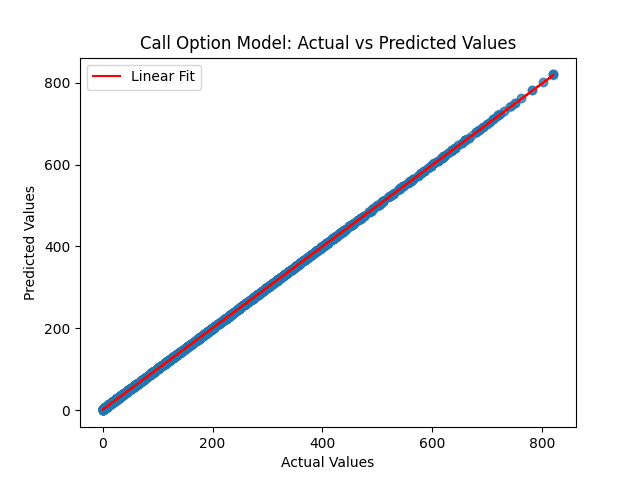 Call Option Model: Actual vs Predicted Values
Linear Fit
Predicted Values
800
600
400
200
0
0 200 400 600 800
Actual Values